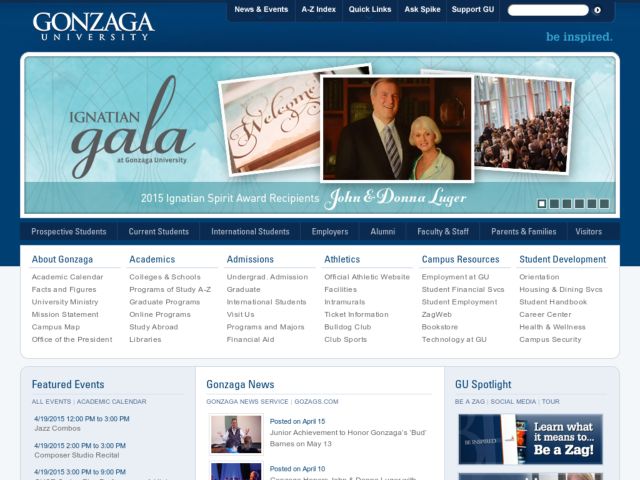 GONZAGA
UNIVERSITY
News & Events
A-Z Index
Quick Links
Ask Spike
Support GU
be inspired.
IGNATIAN
gala
at Gonzaga University
Welcome
2015 Ignatian Spirit Award Recipients John & Donna Luger
Prospective Students
Current Students
International Students
Employers
Alumni
Faculty & Staff
Parents & Families
Visitors
About Gonzaga
Academic Calendar
Facts and Figures
University Ministry
Mission Statement
Campus Map
Office of the President
Academics
Colleges & Schools
Programs of Study A-Z
Graduate Programs
Online Programs
Study Abroad
Libraries
Admissions
Undergrad. Admission
Graduate
International Students
Visit Us
Programs and Majors
Financial Aid
Athletics
Official Athletic Website
Facilities
Intramurals
Ticket Information
Bulldog Club
Club Sports
Campus Resources
Employment at GU
Student Financial Svcs
Student Employment
ZagWeb
Bookstore
Technology at GU
Student Development
Orientation
Housing & Dining Svcs
Student Handbook
Career Center
Health & Wellness
Campus Security
Featured Events
ALL EVENTS | ACADEMIC CALENDAR
4/19/2015 12:00 PM to 3:00 PM
Jazz Combos
4/19/2015 2:00 PM to 3:00 PM
Composer Studio Recital
4/19/2015 3:00 PM to 9:00 PM
Gonzaga News
GONZAGA NEWS SERVICE | GOZAGS.COM
Posted on April 15
Junior Achievement to Honor Gonzaga's 'Bud'
Barnes on May 13
Posted on April 10
Gonzaga Honors John & Donna Luger with
GU Spotlight
BE A ZAG | SOCIAL MEDIA | TOUR
BE INSPIRED
Learn what
it means to...
Be a Zag!